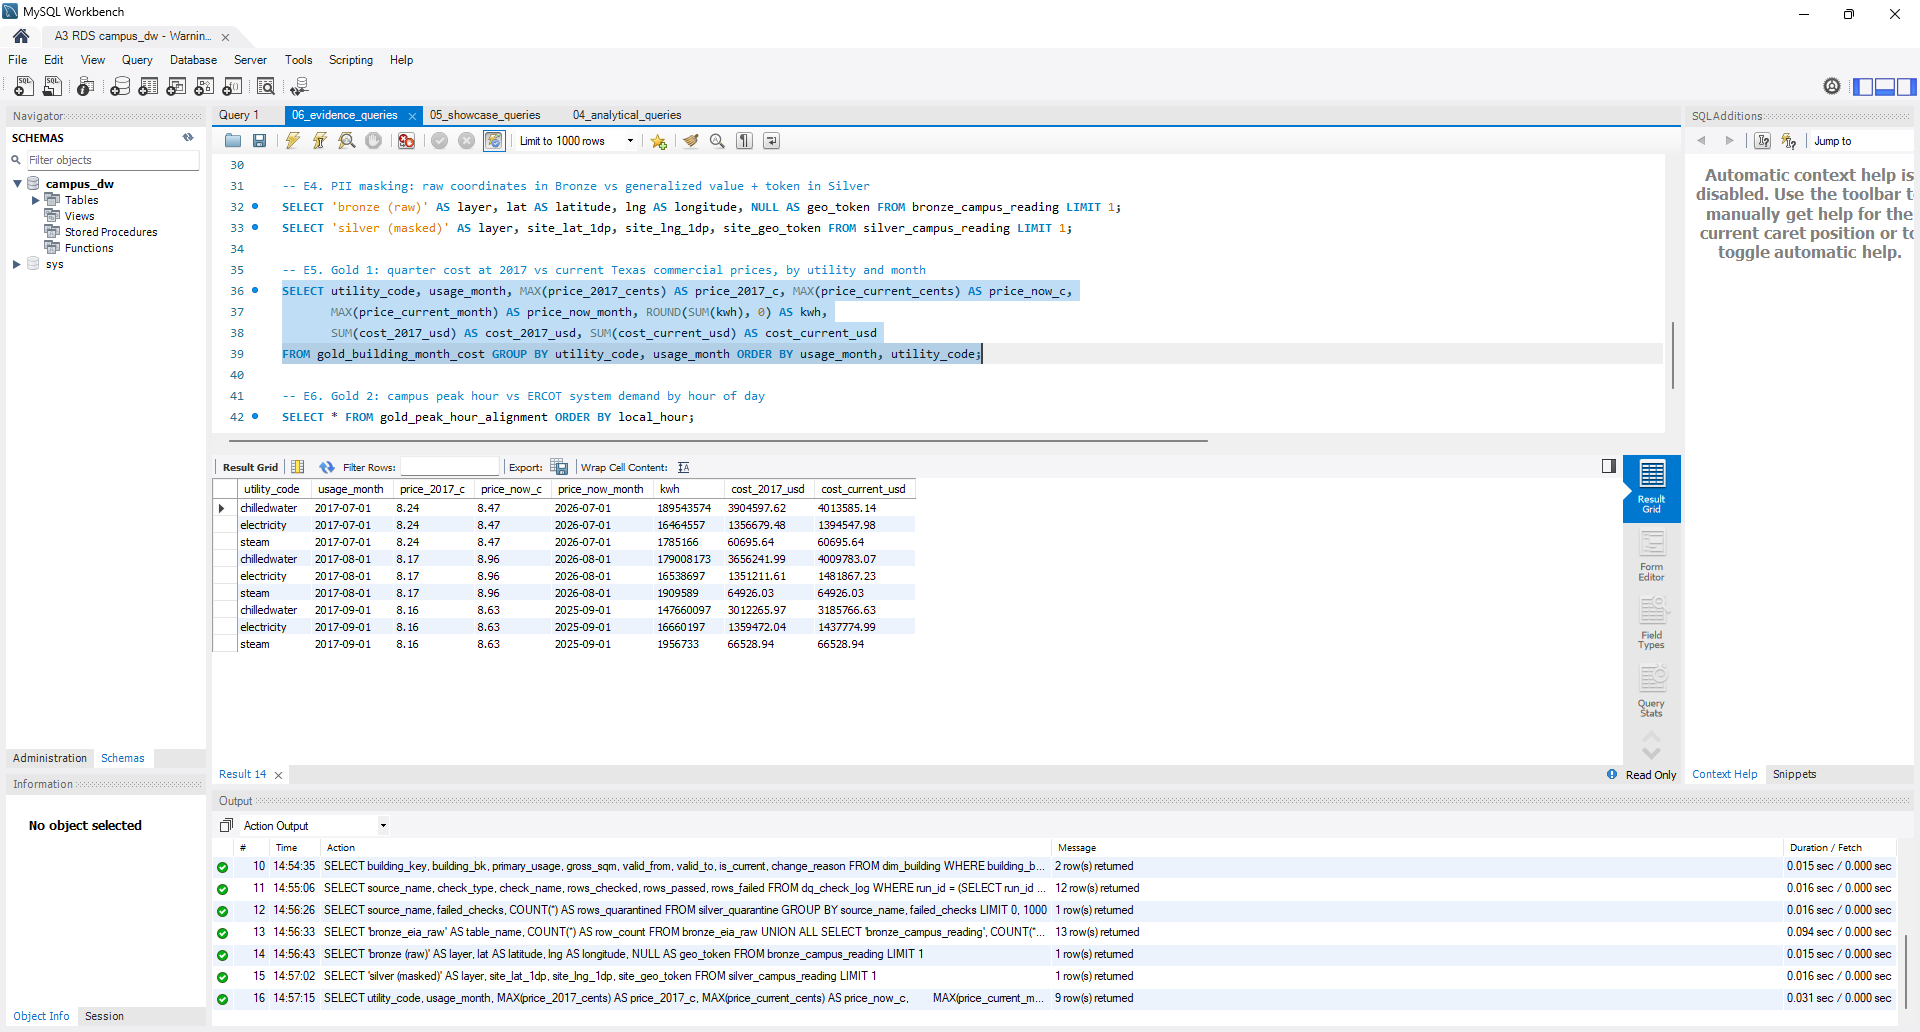 MySQL Workbench
A3 RDS campus_dw - Warnin...
File Edit View Query Database Server Tools Scripting Help
Navigator
SCHEMAS
Filter objects
campus_dw
Tables
Views
Stored Procedures
Functions
sys
Administration Schemas
Information
No object selected
Object Info Session
Query 1 06_evidence_queries 05_showcase_queries 04_analytical_queries
Limit to 1000 rows
30
31 -- E4. PII masking: raw coordinates in Bronze vs generalized value + token in Silver
32 SELECT 'bronze (raw)' AS layer, lat AS latitude, lng AS longitude, NULL AS geo_token FROM bronze_campus_reading LIMIT 1;
33 SELECT 'silver (masked)' AS layer, site_lat_1dp, site_lng_1dp, site_geo_token FROM silver_campus_reading LIMIT 1;
34
35 -- E5. Gold 1: quarter cost at 2017 vs current Texas commercial prices, by utility and month
36 SELECT utility_code, usage_month, MAX(price_2017_cents) AS price_2017_c, MAX(price_current_cents) AS price_now_c,
37 MAX(price_current_month) AS price_now_month, ROUND(SUM(kwh), 0) AS kwh,
38 SUM(cost_2017_usd) AS cost_2017_usd, SUM(cost_current_usd) AS cost_current_usd
39 FROM gold_building_month_cost GROUP BY utility_code, usage_month ORDER BY usage_month, utility_code;
40
41 -- E6. Gold 2: campus peak hour vs ERCOT system demand by hour of day
42 SELECT * FROM gold_peak_hour_alignment ORDER BY local_hour;
Result Grid Filter Rows: Export: Wrap Cell Content:
utility_code usage_month price_2017_c price_now_c price_now_month kwh cost_2017_usd cost_current_usd
chilledwater 2017-07-01 8.24 8.47 2026-07-01 189543574 3904597.62 4013585.14
electricity 2017-07-01 8.24 8.47 2026-07-01 16464557 1356679.48 1394547.98
steam 2017-07-01 8.24 8.47 2026-07-01 1785166 60695.64 60695.64
chilledwater 2017-08-01 8.17 8.96 2026-08-01 179008173 3656241.99 4009783.07
electricity 2017-08-01 8.17 8.96 2026-08-01 16538697 1351211.61 1481867.23
steam 2017-08-01 8.17 8.96 2026-08-01 1909589 64926.03 64926.03
chilledwater 2017-09-01 8.16 8.63 2025-09-01 147660097 3012265.97 3185766.63
electricity 2017-09-01 8.16 8.63 2025-09-01 16660197 1359472.04 1437774.99
steam 2017-09-01 8.16 8.63 2025-09-01 1956733 66528.94 66528.94
Result Grid
Form Editor
Field Types
Query Stats
Result 14
Read Only
SQLAdditions
Jump to
Automatic context help is
disabled. Use the toolbar t
manually get help for the
current caret position or to
toggle automatic help.
Context Help Snippets
Output
Action Output
# Time Action Message Duration / Fetch
10 14:54:35 SELECT building_key, building_bk, primary_usage, gross_sqm, valid_from, valid_to, is_current, change_reason FROM dim_building WHERE building_b... 2 row(s) returned 0.015 sec / 0.000 sec
11 14:55:06 SELECT source_name, check_type, check_name, rows_checked, rows_passed, rows_failed FROM dq_check_log WHERE run_id = (SELECT run_id ... 12 row(s) returned 0.016 sec / 0.000 sec
12 14:56:26 SELECT source_name, failed_checks, COUNT(*) AS rows_quarantined FROM silver_quarantine GROUP BY source_name, failed_checks LIMIT 0, 1000 1 row(s) returned 0.016 sec / 0.000 sec
13 14:56:33 SELECT 'bronze_eia_raw' AS table_name, COUNT(*) AS row_count FROM bronze_eia_raw UNION ALL SELECT 'bronze_campus_reading', COUNT(*... 13 row(s) returned 0.094 sec / 0.000 sec
14 14:56:43 SELECT 'bronze (raw)' AS layer, lat AS latitude, lng AS longitude, NULL AS geo_token FROM bronze_campus_reading LIMIT 1 1 row(s) returned 0.015 sec / 0.000 sec
15 14:57:02 SELECT 'silver (masked)' AS layer, site_lat_1dp, site_lng_1dp, site_geo_token FROM silver_campus_reading LIMIT 1 1 row(s) returned 0.016 sec / 0.000 sec
16 14:57:15 SELECT utility_code, usage_month, MAX(price_2017_cents) AS price_2017_c, MAX(price_current_cents) AS price_now_c, MAX(price_current_m... 9 row(s) returned 0.031 sec / 0.000 sec